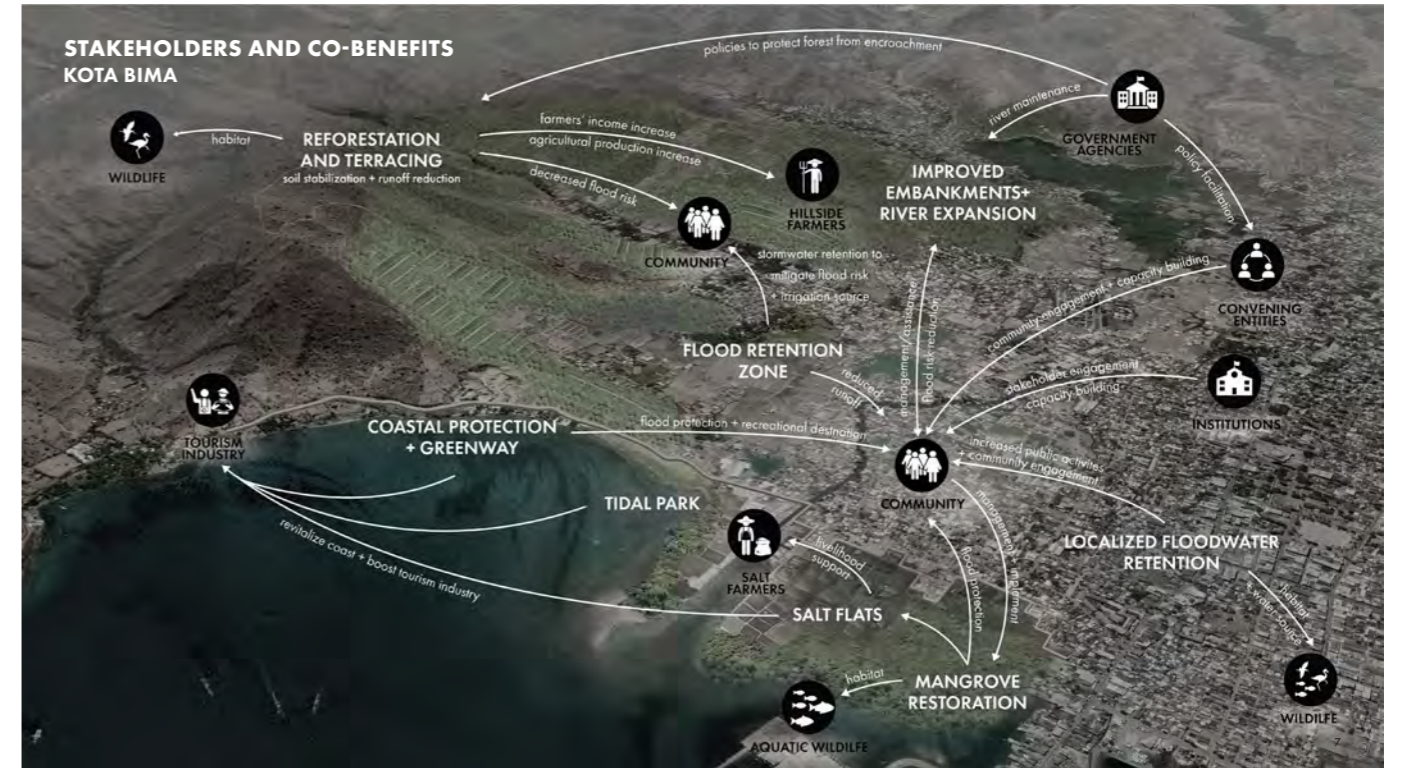 STAKEHOLDERS AND CO-BENEFITS
KOTA BIMA
policies to protect forest from encroachment
river maintenance
GOVERNMENT
AGENCIES
policy facilitation
WILDLIFE
habitat
REFORESTATION
AND TERRACING
soil stabilization + runoff reduction
farmers' income increase
agricultural production increase
decreased flood risk
HILLSIDE
FARMERS
COMMUNITY
IMPROVED
EMBANKMENTS+
RIVER EXPANSION
stormwater retention to
mitigate flood risk
+ irrigation source
management/assistance
flood risk reduction
community engagement + capacity building
CONVENING
ENTITIES
FLOOD RETENTION
ZONE
reduced
runoff
stakeholder engagement
capacity building
INSTITUTIONS
TOURISM
INDUSTRY
COASTAL PROTECTION
+ GREENWAY
flood protection + recreational destination
COMMUNITY
increased public activites
+ community engagement
TIDAL PARK
revitalize coast + boost tourism industry
SALT
FARMERS
livelihood
support
SALT FLATS
flood protection
management + implement
LOCALIZED FLOODWATER
RETENTION
habitat
water source
WILDILFE
habitat
MANGROVE
RESTORATION
AQUATIC WILDILFE
7